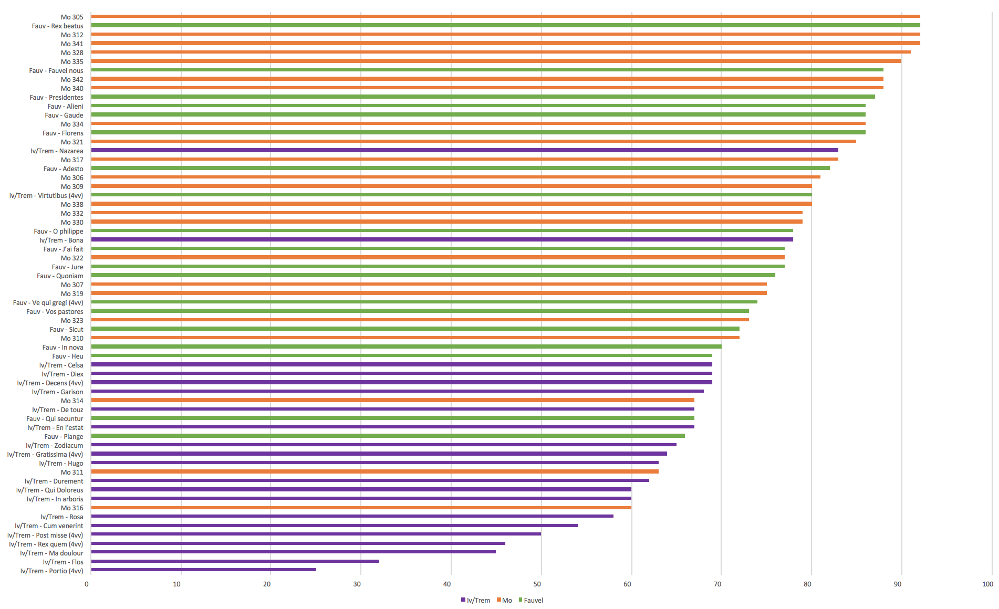 Mo 305
Fauv - Rex beatus
Mo 312
Mo 341
Mo 328
Mo 335
Fauv - Fauvel nous
Mo 342
Mo 340
Fauv - Presidentes
Fauv - Alieni
Fauv - Gaude
Mo 334
Fauv - Florens
Mo 321
Iv/Trem - Nazarea
Mo 317
Fauv - Adesto
Mo 306
Mo 309
Iv/Trem - Virtutibus (4vv)
Mo 338
Mo 332
Mo 330
Fauv - O philippe
Iv/Trem - Bona
Fauv - J’ai fait
Mo 322
Fauv - Jure
Fauv - Quoniam
Mo 307
Mo 319
Fauv - Ve qui gregi (4vv)
Fauv - Vos pastores
Mo 323
Fauv - Sicut
Mo 310
Fauv - In nova
Fauv - Heu
Iv/Trem - Celsa
Iv/Trem - Diex
Iv/Trem - Decens (4vv)
Iv/Trem - Garison
Mo 314
Iv/Trem - De touz
Fauv - Qui secuntur
Iv/Trem - En l’estat
Fauv - Plange
Iv/Trem - Zodiacum
Iv/Trem - Gratissima (4vv)
Iv/Trem - Hugo
Mo 311
Iv/Trem - Durement
Iv/Trem - Qui Doloreus
Iv/Trem - In arboris
Mo 316
Iv/Trem - Rosa
Iv/Trem - Cum venerint
Iv/Trem - Post misse (4vv)
Iv/Trem - Rex quem (4vv)
Iv/Trem - Ma doulour
Iv/Trem - Flos
Iv/Trem - Portio (4vv)
0 10 20 30 40 50 60 70 80 90 100
Iv/Trem Mo Fauvel